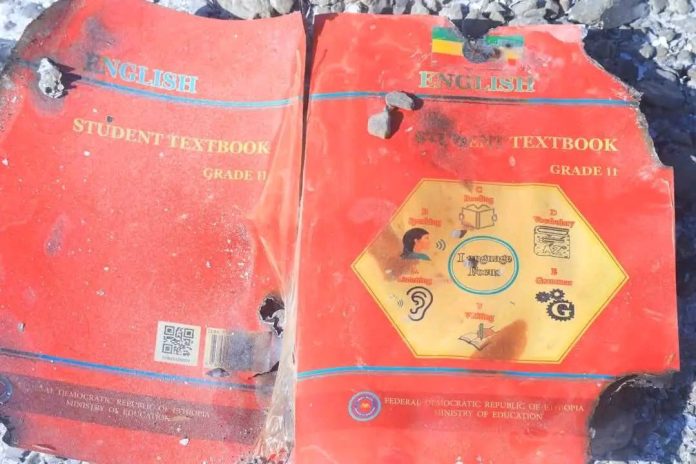 ENGLISH
STUDENT TEXTBOOK
GRADE 11
DEMOCRATIC REPUBLIC OF ETHIOPIA
MINISTRY OF EDUCATION
ENGLISH
STUDENT TEXTBOOK
GRADE 11
C
Reading
B
Speaking
D
Vocabulary
Language
Focus
A
Listening
E
Grammar
G
F
Writing
FEDERAL DEMOCRATIC REPUBLIC OF ETHIOPIA
MINISTRY OF EDUCATION